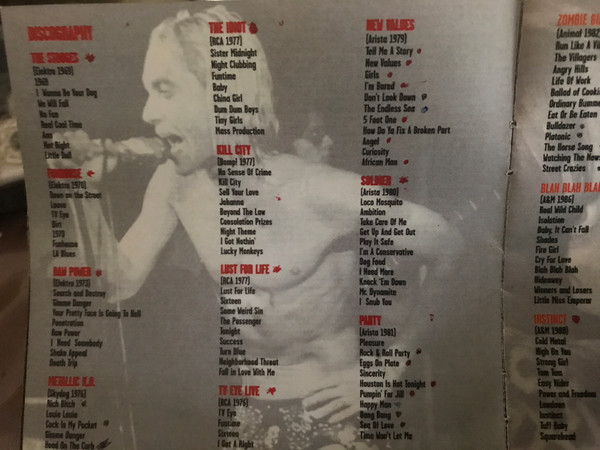 DISCOGRAPHY
THE STOOGES
(Elektra 1969)
1969
I Wanna Be Your Dog
We Will Fall
No Fun
Real Cool Time
Ann
Not Right
Little Doll
FUNHOUSE
(Elektra 1970)
Down on the Street
Loose
TV Eye
Dirt
1970
Funhouse
LA Blues
RAW POWER
(Elektra 1973)
Search and Destroy
Gimme Danger
Your Pretty Face Is Going To Hell
Penetration
Raw Power
I Need Somebody
Shake Appeal
Death Trip
METALLIC K.O.
(Skydog 1976)
Rich Bitch
Louie Louie
Cock In My Pocket
Gimme Danger
Head On The Curb
THE IDIOT
(RCA 1977)
Sister Midnight
Night Clubbing
Funtime
Baby
China Girl
Dum Dum Boys
Tiny Girls
Mass Production
KILL CITY
(Bomp! 1977)
No Sense Of Crime
Kill City
Sell Your Love
Johanna
Beyond The Law
Consolation Prizes
Night Theme
I Got Nothin'
Lucky Monkeys
LUST FOR LIFE
(RCA 1977)
Lust For Life
Sixteen
Some Weird Sin
The Passenger
Tonight
Success
Turn Blue
Neighborhood Threat
Fall In Love With Me
TV EYE LIVE
(RCA 1978)
TV Eye
Funtime
Sixteen
I Got A Right
NEW VALUES
(Arista 1979)
Tell Me A Story
New Values
Girls
I'm Bored
Don't Look Down
The Endless Sea
5 Foot One
How Do Ya Fix A Broken Part
Angel
Curiosity
African Man
SOLDIER
(Arista 1980)
Loco Mosquito
Ambition
Take Care Of Me
Get Up And Get Out
Play It Safe
I'm A Conservative
Dog Food
I Need More
Knock 'Em Down
Mr. Dynamite
I Snub You
PARTY
(Arista 1981)
Pleasure
Rock & Roll Party
Eggs On Plate
Sincerity
Houston Is Hot Tonight
Pumpin' For Jill
Happy Man
Bang Bang
Sea Of Love
Time Won't Let Me
ZOMBIE
(Animal 1982
Run Like A Vi
The Villagers
Angry Hills
Life Of Work
Ballad of Cooki
Ordinary Bumme
Eat Or Be Eaten
Bulldozer
Platonic
The Horse Song
Watching The New
Street Crazies
BLAH BLAH BLA
(A&M 1986)
Real Wild Child
Isolation
Baby, It Can't Fall
Shades
Fire Girl
Cry For Love
Blah Blah Blah
Hideaway
Winners and Losers
Little Miss Emperor
INSTINCT
(A&M 1988)
Cold Metal
High On You
Strong Girl
Tom Tom
Easy Rider
Power and Freedom
Lowdown
Instinct
Tuff Baby
Squarehead